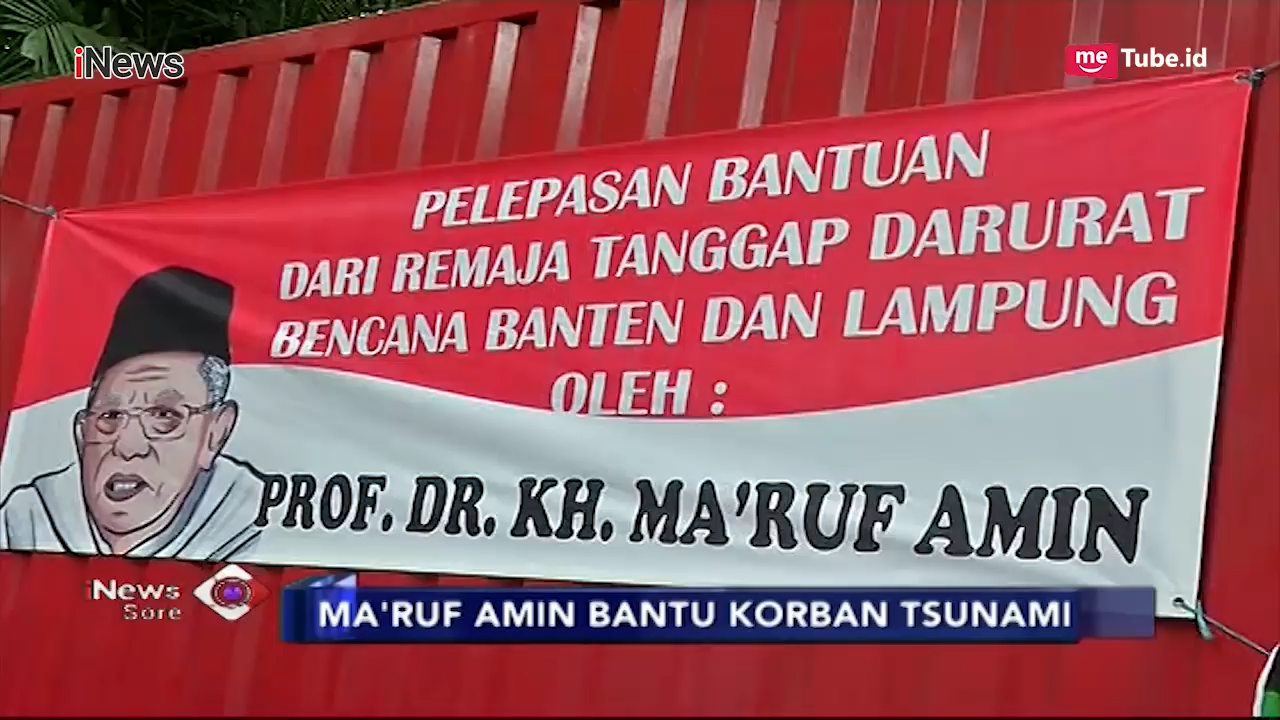 iNews
me Tube.id
PELEPASAN BANTUAN
DARI REMAJA TANGGAP DARURAT
BENCANA BANTEN DAN LAMPUNG
OLEH :
PROF. DR. KH. MA'RUF AMIN
iNews
Sore
MA'RUF AMIN BANTU KORBAN TSUNAMI